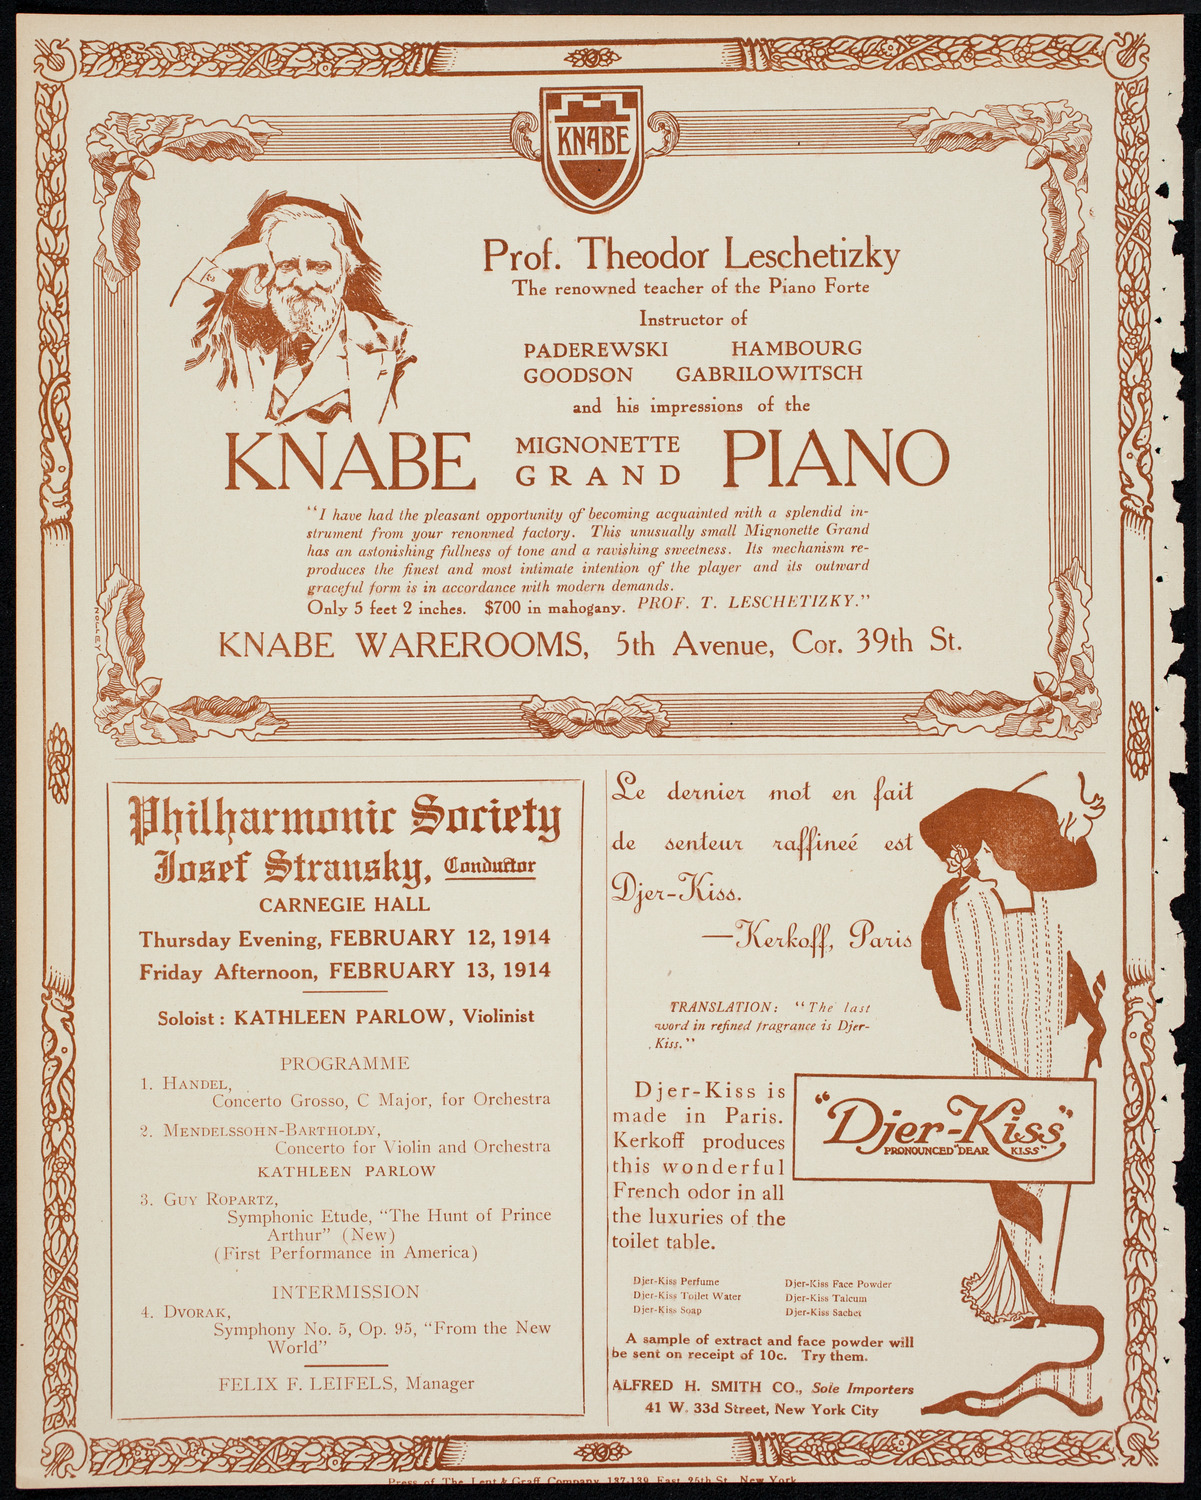 KNABE
Prof. Theodor Leschetizky
The renowned teacher of the Piano Forte
Instructor of
PADEREWSKI HAMBOURG
GOODSON GABRILOWITSCH
and his impressions of the
KNABE MIGNONETTE GRAND PIANO
“I have had the pleasant opportunity of becoming acquainted with a splendid in-
strument from your renowned factory. This unusually small Mignonette Grand
has an astonishing fullness of tone and a ravishing sweetness. Its mechanism re-
produces the finest and most intimate intention of the player and its outward
graceful form is in accordance with modern demands.
Only 5 feet 2 inches. $700 in mahogany. PROF. T. LESCHETIZKY.”
KNABE WAREROOMS, 5th Avenue, Cor. 39th St.
Philharmonic Society
Josef Stransky, Conductor
CARNEGIE HALL
Thursday Evening, FEBRUARY 12, 1914
Friday Afternoon, FEBRUARY 13, 1914
Soloist: KATHLEEN PARLOW, Violinist
PROGRAMME
1. HANDEL,
Concerto Grosso, C Major, for Orchestra
2. MENDELSSOHN-BARTHOLDY,
Concerto for Violin and Orchestra
KATHLEEN PARLOW
3. GUY ROPARTZ,
Symphonic Etude, “The Hunt of Prince
Arthur” (New)
(First Performance in America)
INTERMISSION
4. DVORAK,
Symphony No. 5, Op. 95, “From the New
World”
FELIX F. LEIFELS, Manager
Le dernier mot en fait
de senteur raffineé est
Djer-Kiss.
—Kerkoff, Paris
TRANSLATION: “The last
word in refined fragrance is Djer-
Kiss.”
Djer-Kiss is
made in Paris.
Kerkoff produces
this wonderful
French odor in all
the luxuries of the
toilet table.
“Djer-Kiss”
PRONOUNCED “DEAR KISS”
Djer-Kiss Perfume Djer-Kiss Face Powder
Djer-Kiss Toilet Water Djer-Kiss Talcum
Djer-Kiss Soap Djer-Kiss Sachet
A sample of extract and face powder will
be sent on receipt of 10c. Try them.
ALFRED H. SMITH CO., Sole Importers
41 W. 33d Street, New York City
Press of The Lent & Graff Company, 137-139 East 25th St. New York